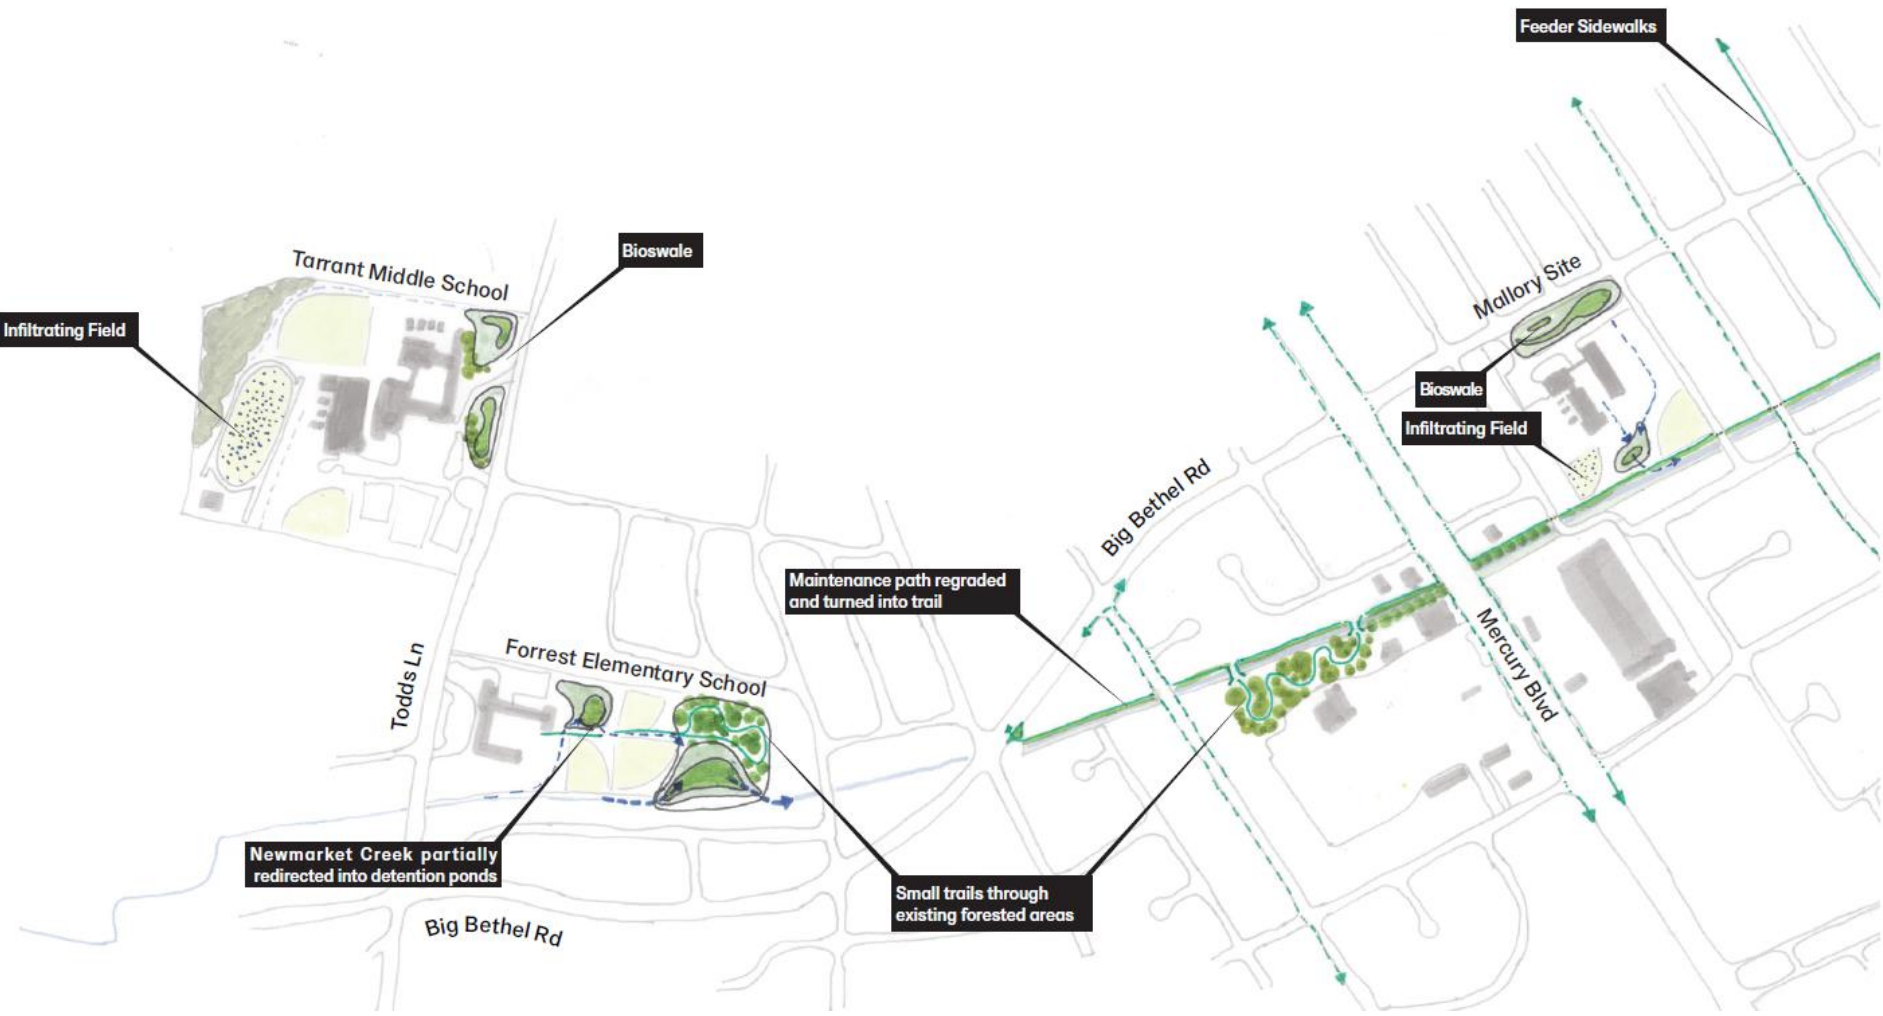 Feeder Sidewalks
Bioswale
Tarrant Middle School
Infiltrating Field
Mallory Site
Bioswale
Infiltrating Field
Big Bethel Rd
Maintenance path regraded
and turned into trail
Mercury Blvd
Todds Ln
Forrest Elementary School
Newmarket Creek partially
redirected into detention ponds
Small trails through
existing forested areas
Big Bethel Rd